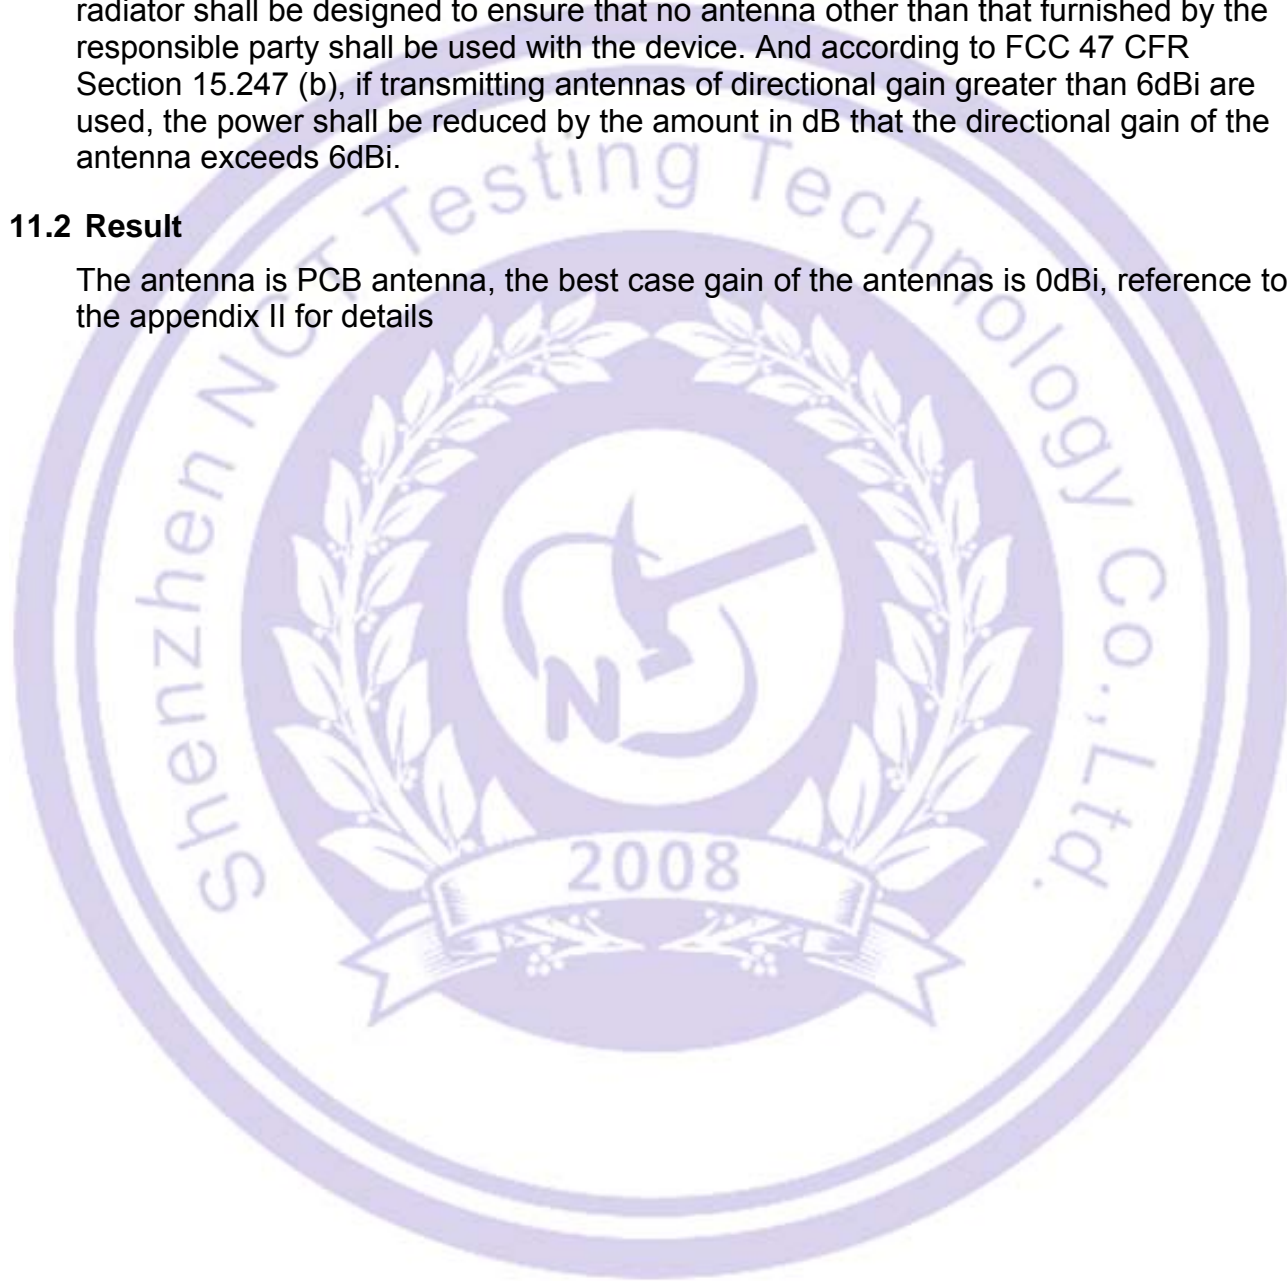 radiator shall be designed to ensure that no antenna other than that furnished by the
responsible party shall be used with the device. And according to FCC 47 CFR
Section 15.247 (b), if transmitting antennas of directional gain greater than 6dBi are
used, the power shall be reduced by the amount in dB that the directional gain of the
antenna exceeds 6dBi.
11.2 Result
The antenna is PCB antenna, the best case gain of the antennas is 0dBi, reference to
the appendix II for details
Shenzhen NCT Testing Technology Co.,Ltd.
N
2008